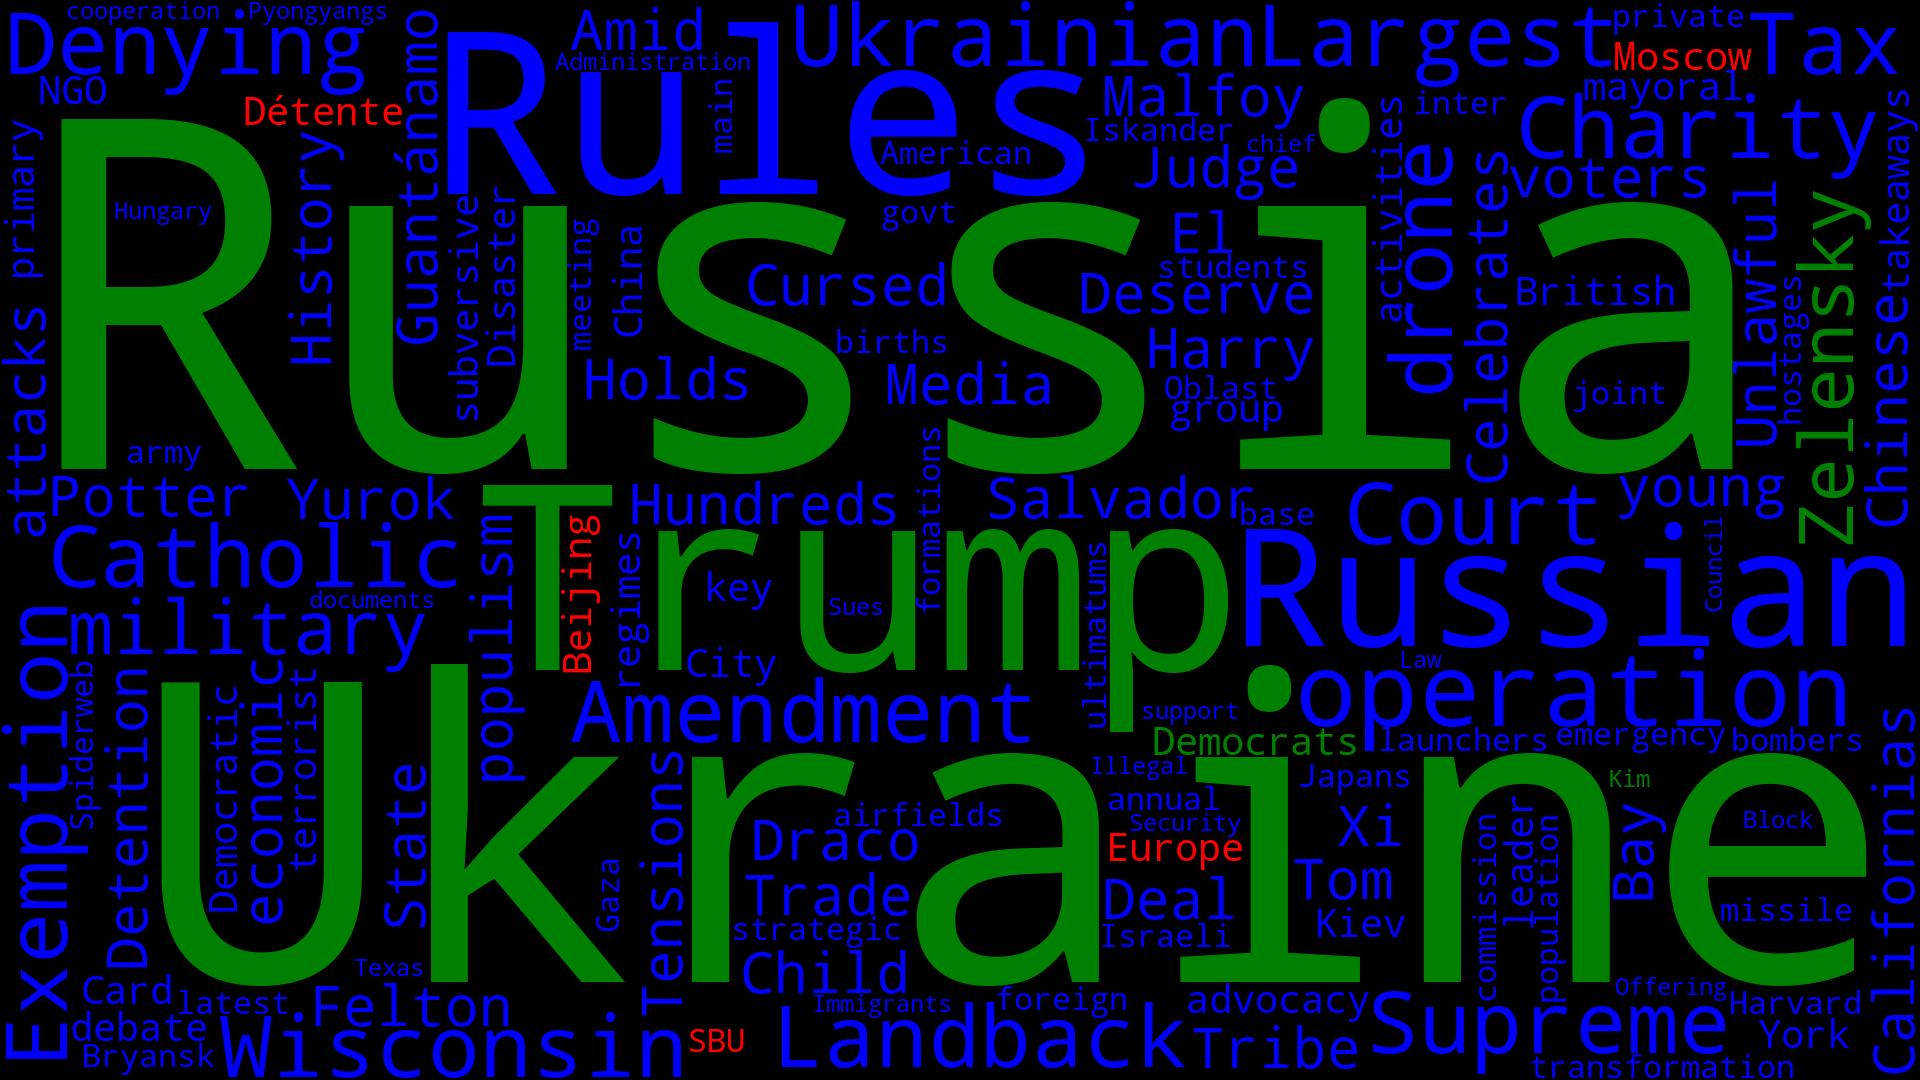 cooperation
Pyongyangs
Denying
NGO
Détente
Guantánamo
Rules
Amid
Administration
main
Ukrainian
Largest
private
Moscow
Tax
mayoral
Malfoy
inter
Iskander
chief
American
Judge
activities
Charity
voters
drone
takeaways
primary
Russia
Hungary
History
subversive
Disaster
meeting
China
govt
El
students
Cursed
Deserve
Celebrates
British
Unlawful
hostages
Zelensky
Chinese
attacks
births
Harry
Holds
Media
Oblast
group
joint
army
Potter
Yurok
Hundreds
formations
Salvador
base
Court
young
Catholic
populism
Trump
Beijing
regimes
key
Sues
ultimatums
Russian
Council
documents
military
Exemption
City
Law
operation
Spiderweb
Detention
Democratic
economic
terrorist
Amendment
support
Democrats
launchers
emergency
bombers
Ukraine
State
Tensions
Illegal
Japans
Kim
annual
airfields
Security
Draco
Europe
Xi
Bay
Block
Californias
Gaza
Trade
Deal
Tom
commission
leader
population
missile
strategic
Israeli
Kiev
Texas
Child
Card
latest
Felton
Immigrants
foreign
advocacy
Offering
Harvard
debate
Wisconsin
SBU
Landback
Tribe
Supreme
York
Bryansk
transformation